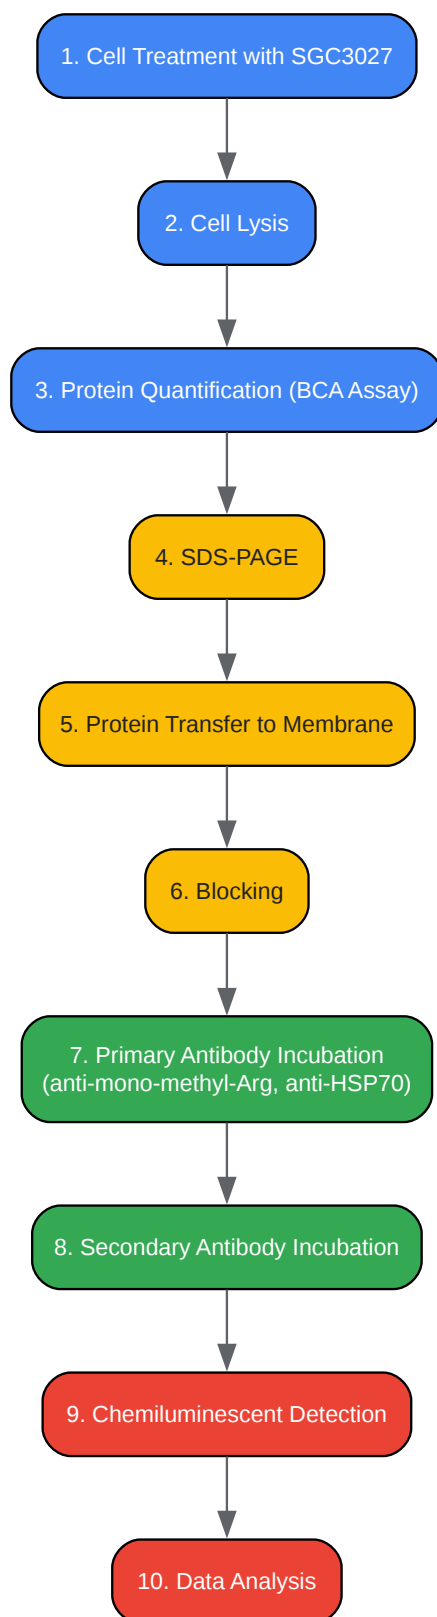 1. Cell Treatment with SGC3027
2. Cell Lysis
3. Protein Quantification (BCA Assay)
4. SDS-PAGE
5. Protein Transfer to Membrane
6. Blocking
7. Primary Antibody Incubation
(anti-mono-methyl-Arg, anti-HSP70)
8. Secondary Antibody Incubation
9. Chemiluminescent Detection
10. Data Analysis